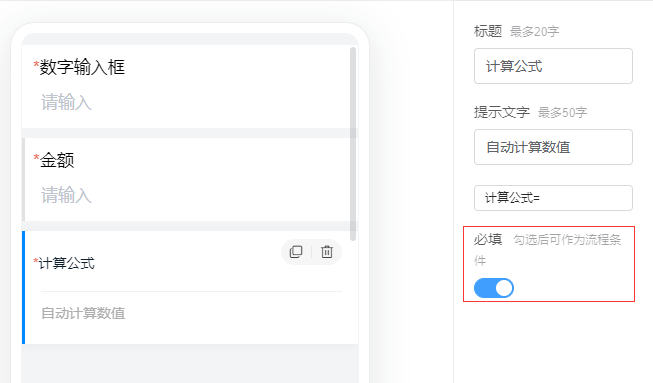 *数字输入框
请输入
*金额
请输入
*计算公式
自动计算数值
标题 最多20字
计算公式
提示文字 最多50字
自动计算数值
计算公式=
必填 勾选后可作为流程条
件